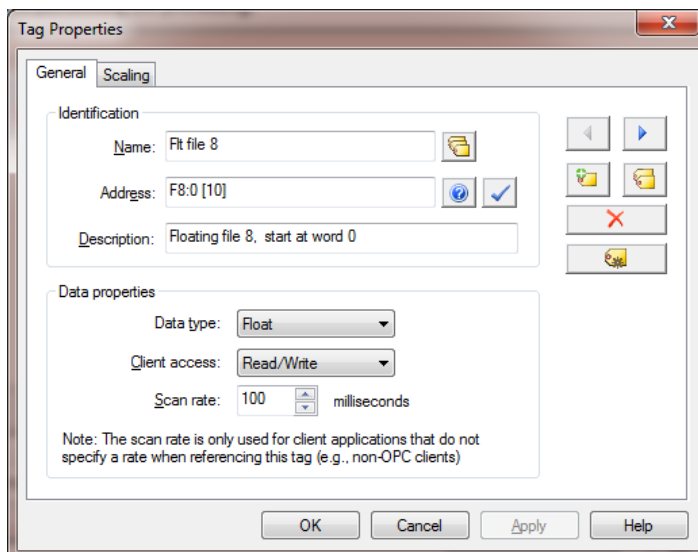 Tag Properties
General
Scaling
Identification
Name: Flt file 8
Address: F8:0 [10]
Description: Floating file 8,  start at word 0
Data properties
Data type: Float
Client access: Read/Write
Scan rate: 100 milliseconds
Note: The scan rate is only used for client applications that do not
specify a rate when referencing this tag (e.g., non-OPC clients)
OK
Cancel
Apply
Help